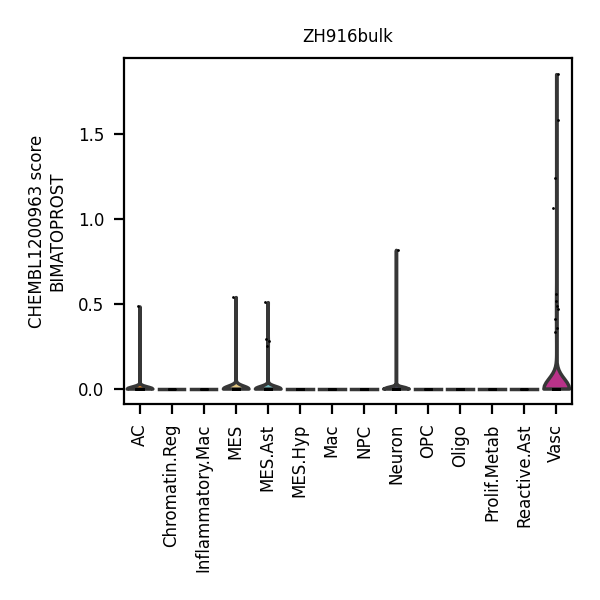 ZH916bulk
CHEMBL1200963 score
BIMATOPROST
1.5
1.0
0.5
0.0
AC
Chromatin.Reg
Inflammatory.Mac
MES
MES.Ast
MES.Hyp
Mac
NPC
Neuron
OPC
Oligo
Prolif.Metab
Reactive.Ast
Vasc